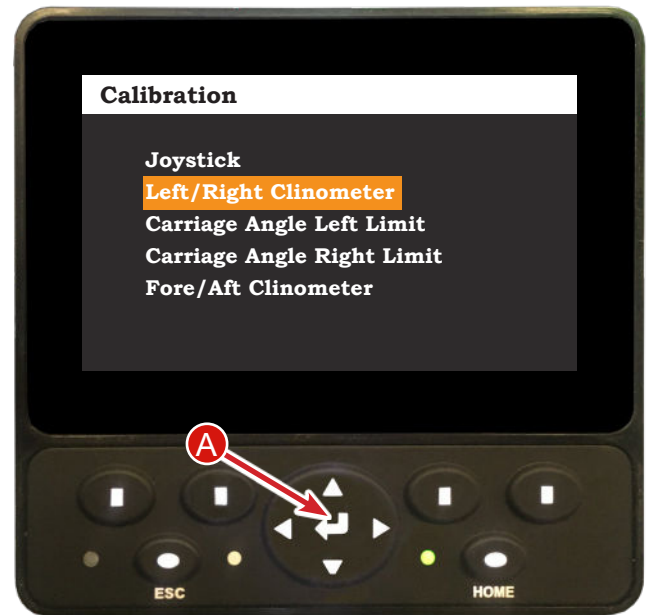 Calibration
Joystick
Left/Right Clinometer
Carriage Angle Left Limit
Carriage Angle Right Limit
Fore/Aft Clinometer
A
ESC
HOME